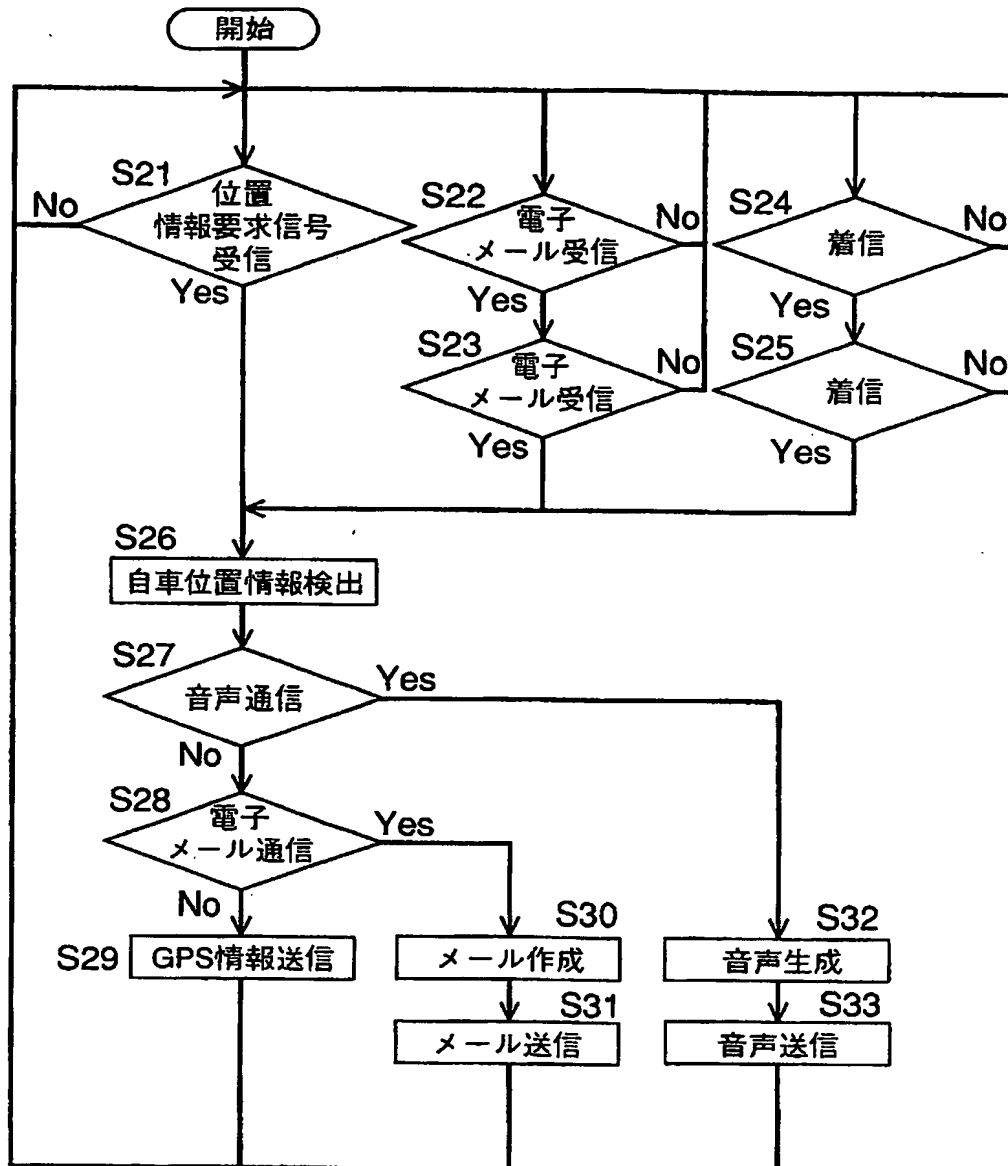 開始
S21
位置
情報要求信号
受信
No
Yes
S22
電子
メール受信
No
Yes
S23
電子
メール受信
No
Yes
S24
着信
No
Yes
S25
着信
No
Yes
S26
自車位置情報検出
S27
音声通信
Yes
No
S28
電子
メール通信
Yes
No
S29
GPS情報送信
S30
メール作成
S31
メール送信
S32
音声生成
S33
音声送信